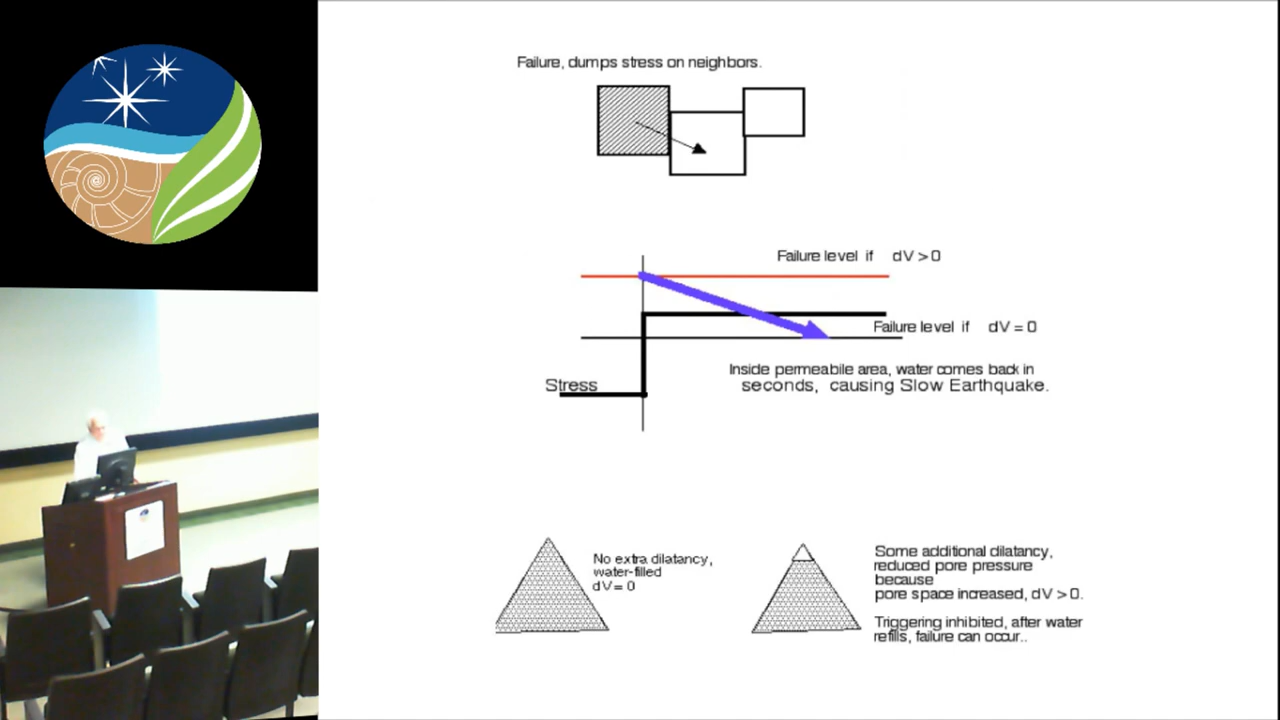 Failure, dumps stress on neighbors.
Failure level if dV > 0
Failure level if dV = 0
Inside permeabile area, water comes back in
seconds, causing Slow Earthquake.
Stress
No extra dilatancy,
water-filled
dV = 0
Some additional dilatancy,
reduced pore pressure
because
pore space increased, dV > 0.
Triggering inhibited, after water
refills, failure can occur..